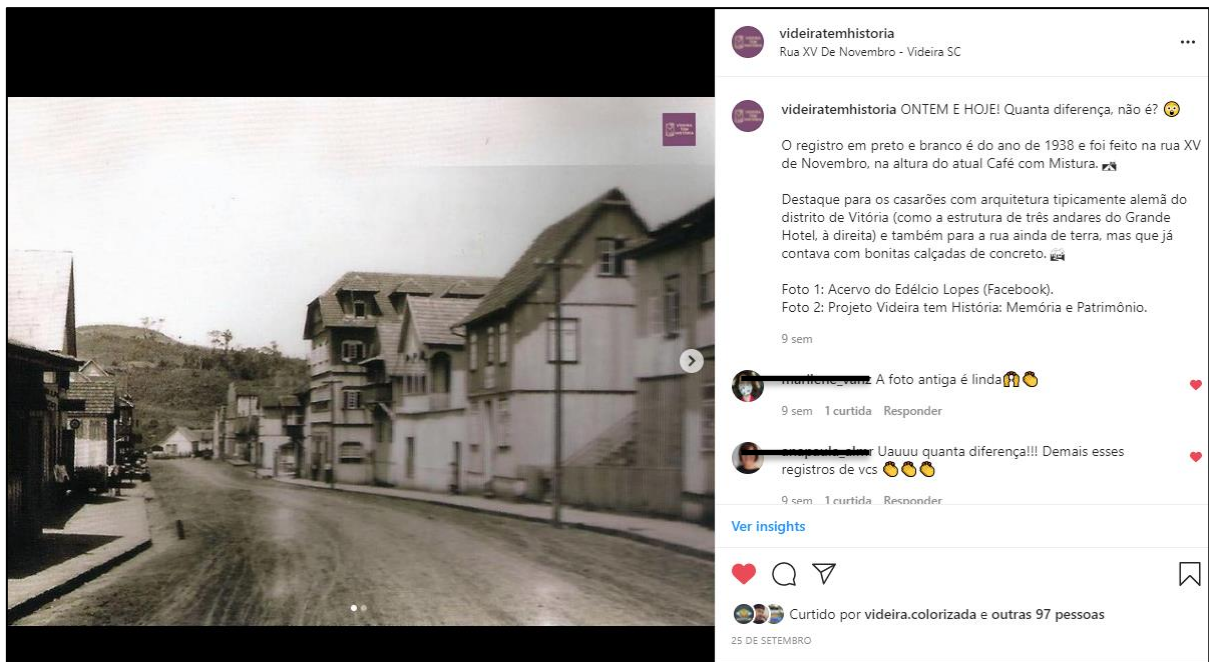 videiratemhistoria
Rua XV De Novembro - Videira SC
videiratemhistoria ONTEM E HOJE! Quanta diferença, não é? 😲
O registro em preto e branco é do ano de 1938 e foi feito na rua XV
de Novembro, na altura do atual Café com Mistura.
Destaque para os casarões com arquitetura tipicamente alemã do
distrito de Vitória (como a estrutura de três andares do Grande
Hotel, à direita) e também para a rua ainda de terra, mas que já
contava com bonitas calçadas de concreto. 📸
Foto 1: Acervo do Edélcio Lopes (Facebook).
Foto 2: Projeto Videira tem História: Memória e Patrimônio.
9 sem
A foto antiga é linda🙌👏
9 sem 1 curtida Responder
Uauuu quanta diferença!!! Demais esses
registros de vcs 👏👏👏
9 sem 1 curtida Responder
Ver insights
Curtido por videira.colorizada e outras 97 pessoas
25 DE SETEMBRO